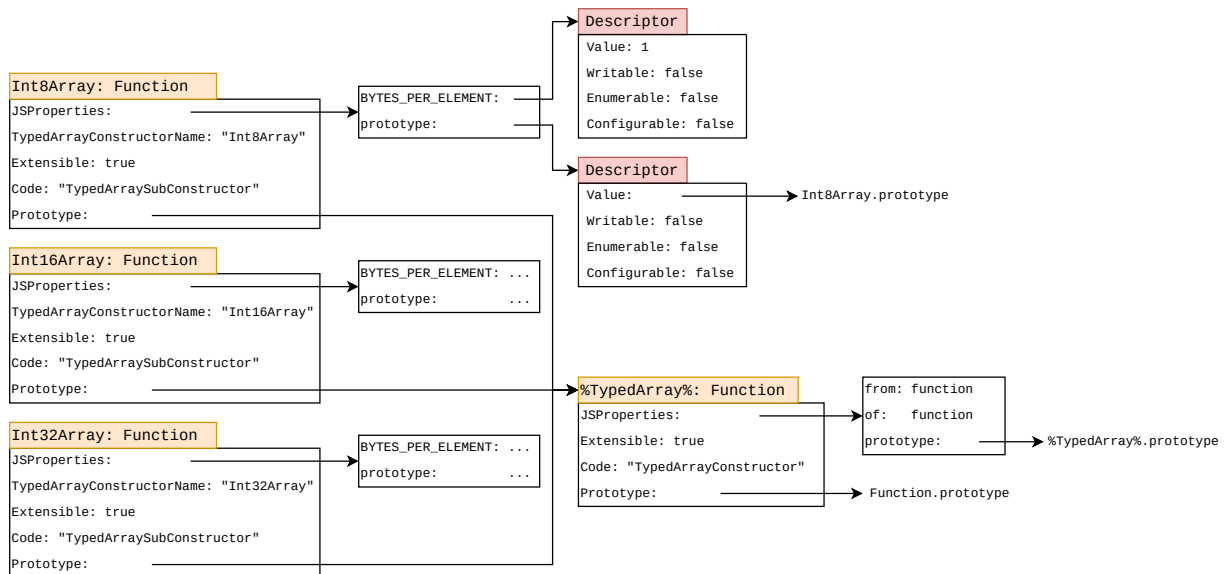 Int8Array: Function
JSProperties:
TypedArrayConstructorName: "Int8Array"
Extensible: true
Code: "TypedArraySubConstructor"
Prototype:
BYTES_PER_ELEMENT:
prototype:
Descriptor
Value: 1
Writable: false
Enumerable: false
Configurable: false
Descriptor
Value:
Writable: false
Enumerable: false
Configurable: false
Int8Array.prototype
Int16Array: Function
JSProperties:
TypedArrayConstructorName: "Int16Array"
Extensible: true
Code: "TypedArraySubConstructor"
Prototype:
BYTES_PER_ELEMENT: ...
prototype: ...
Int32Array: Function
JSProperties:
TypedArrayConstructorName: "Int32Array"
Extensible: true
Code: "TypedArraySubConstructor"
Prototype:
BYTES_PER_ELEMENT: ...
prototype: ...
%TypedArray%: Function
JSProperties:
Extensible: true
Code: "TypedArrayConstructor"
Prototype:
from: function
of: function
prototype:
%TypedArray%.prototype
Function.prototype